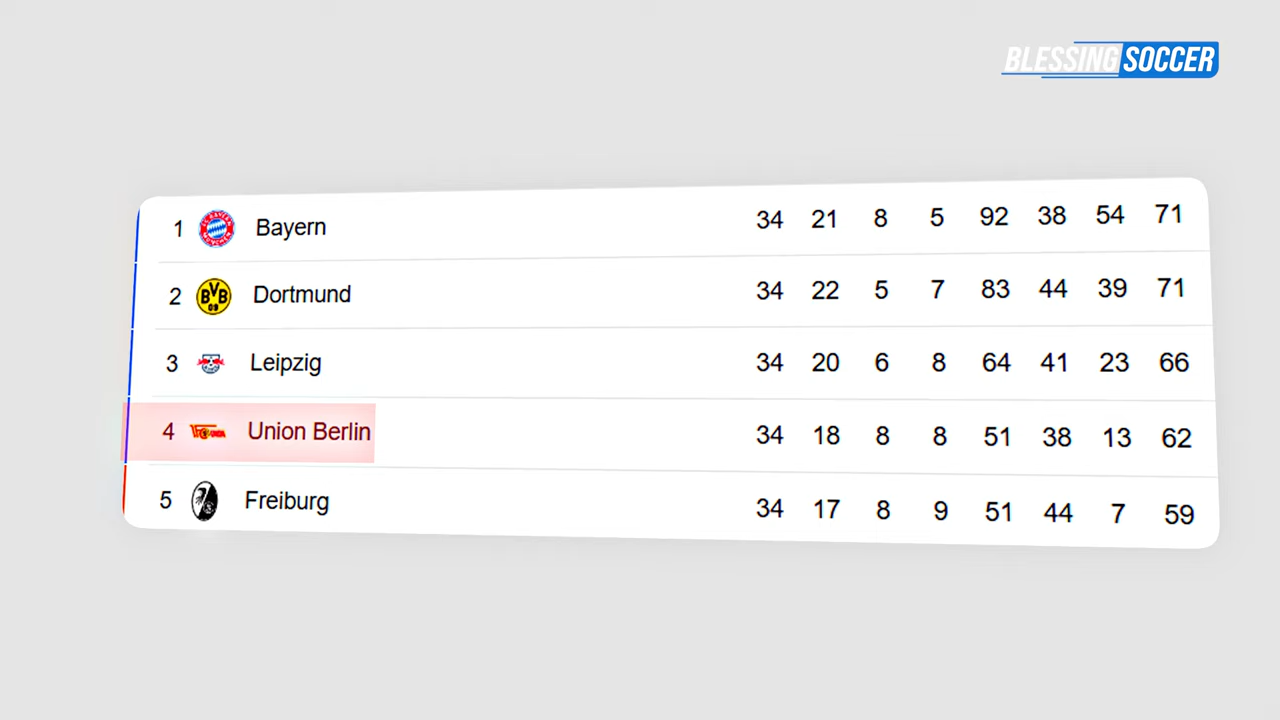 BLESSING SOCCER
1 Bayern 34 21 8 5 92 38 54 71
2 BVB 09 Dortmund 34 22 5 7 83 44 39 71
3 Leipzig 34 20 6 8 64 41 23 66
4 Union Berlin 34 18 8 8 51 38 13 62
5 Freiburg 34 17 8 9 51 44 7 59